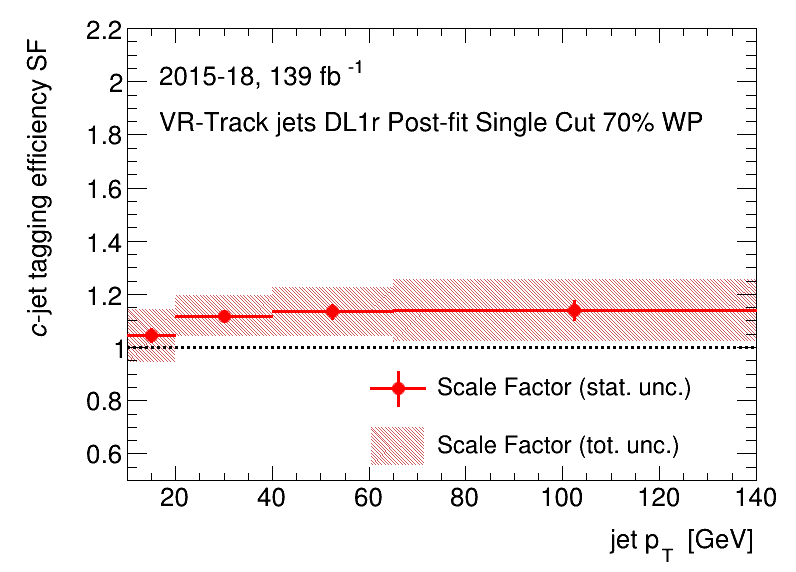 2.2
2
1.8
1.6
1.4
1.2
1
0.8
0.6
c-jet tagging efficiency SF
2015-18, 139 fb⁻¹
VR-Track jets DL1r Post-fit Single Cut 70% WP
Scale Factor (stat. unc.)
Scale Factor (tot. unc.)
20 40 60 80 100 120 140
jet p_T [GeV]